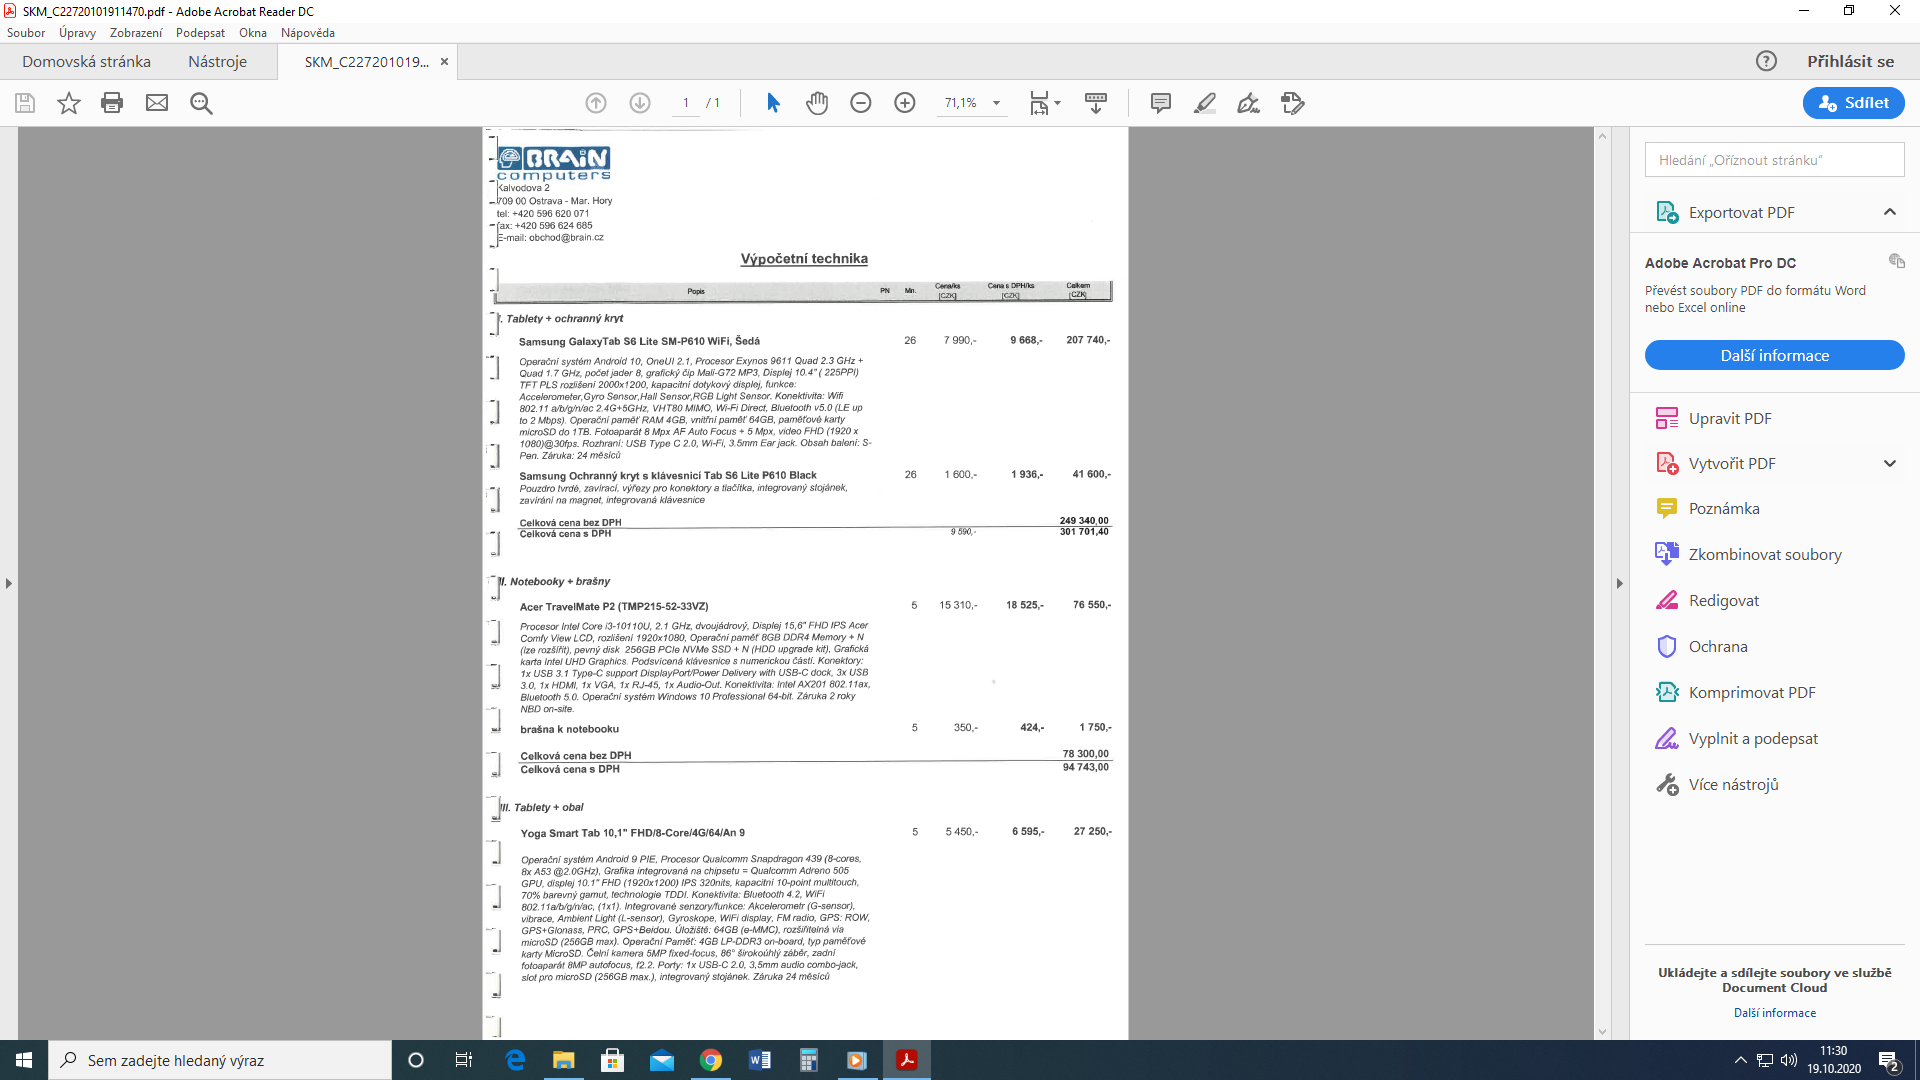 SKM_C22720101911470.pdf - Adobe Acrobat Reader DC
Soubor Úpravy Zobrazení Podepsat Okna Nápověda
Domovská stránka Nástroje SKM_C227201019... × Přihlásit se
1 / 1 71,1% Sdílet
BRAIN
computers
Kalvodova 2
709 00 Ostrava - Mar. Hory
tel: +420 596 620 071
fax: +420 596 624 685
E-mail: obchod@brain.cz
Výpočetní technika
Popis PN Mn. Cena/ks [CZK] Cena s DPH/ks [CZK] Celkem [CZK]
I. Tablety + ochranný kryt
Samsung GalaxyTab S6 Lite SM-P610 WiFi, Šedá 26 7 990,- 9 668,- 207 740,-
Operační systém Android 10, OneUI 2.1, Procesor Exynos 9611 Quad 2.3 GHz +
Quad 1.7 GHz, počet jader 8, grafický čip Mali-G72 MP3, Displej 10.4" ( 225PPI)
TFT PLS rozlišení 2000x1200, kapacitní dotykový displej, funkce:
Accelerometer,Gyro Sensor,Hall Sensor,RGB Light Sensor. Konektivita: Wifi
802.11 a/b/g/n/ac 2.4G+5GHz, VHT80 MIMO, Wi-Fi Direct, Bluetooth v5.0 (LE up
to 2 Mbps). Operační paměť RAM 4GB, vnitřní paměť 64GB, paměťové karty
microSD do 1TB. Fotoaparát 8 Mpx AF Auto Focus + 5 Mpx, video FHD (1920 x
1080)@30fps. Rozhraní: USB Type C 2.0, Wi-Fi, 3.5mm Ear jack. Obsah balení: S-
Pen. Záruka: 24 měsíců
Samsung Ochranný kryt s klávesnicí Tab S6 Lite P610 Black 26 1 600,- 1 936,- 41 600,-
Pouzdro tvrdé, zavírací, výřezy pro konektory a tlačítka, integrovaný stojánek,
zavírání na magnet, integrovaná klávesnice
Celková cena bez DPH 249 340,00
Celková cena s DPH 9 590,- 301 701,40
II. Notebooky + brašny
Acer TravelMate P2 (TMP215-52-33VZ) 5 15 310,- 18 525,- 76 550,-
Procesor Intel Core i3-10110U, 2.1 GHz, dvoujádrový, Displej 15,6" FHD IPS Acer
Comfy View LCD, rozlišení 1920x1080, Operační paměť 8GB DDR4 Memory + N
(lze rozšířit), pevný disk 256GB PCIe NVMe SSD + N (HDD upgrade kit), Grafická
karta Intel UHD Graphics. Podsvícená klávesnice s numerickou částí. Konektory:
1x USB 3.1 Type-C support DisplayPort/Power Delivery with USB-C dock, 3x USB
3.0, 1x HDMI, 1x VGA, 1x RJ-45, 1x Audio-Out. Konektivita: Intel AX201 802.11ax,
Bluetooth 5.0. Operační systém Windows 10 Professional 64-bit. Záruka 2 roky
NBD on-site.
brašna k notebooku 5 350,- 424,- 1 750,-
Celková cena bez DPH 78 300,00
Celková cena s DPH 94 743,00
III. Tablety + obal
Yoga Smart Tab 10,1" FHD/8-Core/4G/64/An 9 5 5 450,- 6 595,- 27 250,-
Operační systém Android 9 PIE, Procesor Qualcomm Snapdragon 439 (8-cores,
8x A53 @2.0GHz), Grafika integrovaná na chipsetu = Qualcomm Adreno 505
GPU, displej 10.1" FHD (1920x1200) IPS 320nits, kapacitní 10-point multitouch,
70% barevný gamut, technologie TDDI. Konektivita: Bluetooth 4.2, WiFi
802.11a/b/g/n/ac, (1x1). Integrované senzory/funkce: Akcelerometr (G-sensor),
vibrace, Ambient Light (L-sensor), Gyroskope, WiFi display, FM radio, GPS: ROW,
GPS+Glonass, PRC, GPS+Beidou. Úložiště: 64GB (e-MMC), rozšiřitelná via
microSD (256GB max). Operační Paměť: 4GB LP-DDR3 on-board, typ paměťové
karty MicroSD. Čelní kamera 5MP fixed-focus, 86° širokoúhlý záběr, zadní
fotoaparát 8MP autofocus, f2.2. Porty: 1x USB-C 2.0, 3,5mm audio combo-jack,
slot pro microSD (256GB max.), integrovaný stojánek. Záruka 24 měsíců
Hledání „Oříznout stránku“
Exportovat PDF
Adobe Acrobat Pro DC
Převést soubory PDF do formátu Word
nebo Excel online
Další informace
Upravit PDF
Vytvořit PDF
Poznámka
Zkombinovat soubory
Redigovat
Ochrana
Komprimovat PDF
Vyplnit a podepsat
Více nástrojů
Ukládejte a sdílejte soubory ve službě
Document Cloud
Další informace
Sem zadejte hledaný výraz
11:30
19.10.2020
2